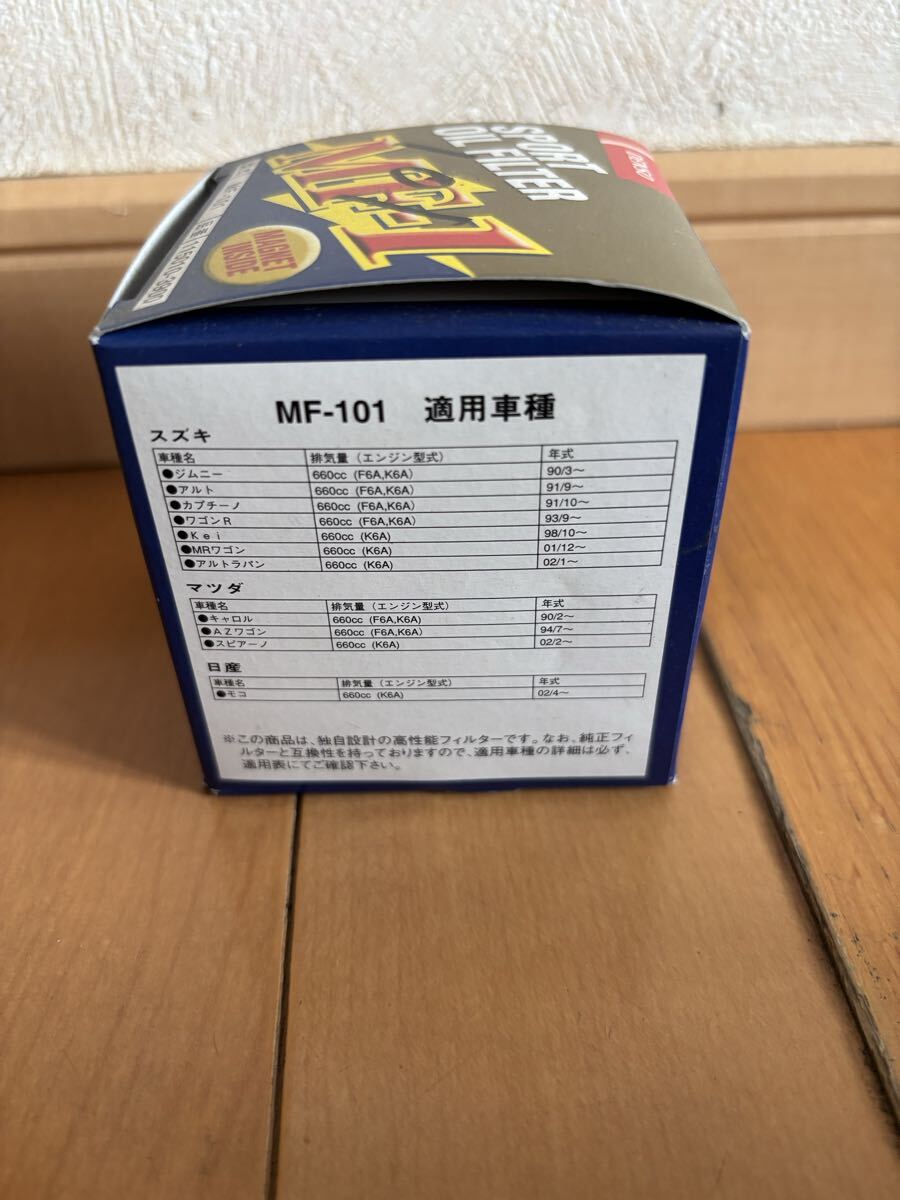 DENSO
SPORT
OIL FILTER
MF-1
MAGNET
INSIDE
MF-101
MF-101 適用車種
スズキ
車種名 排気量（エンジン型式） 年式
●ジムニー 660cc (F6A,K6A) 90/3～
●アルト 660cc (F6A,K6A) 91/9～
●カプチーノ 660cc (F6A,K6A) 91/10～
●ワゴンR 660cc (F6A,K6A) 93/9～
●Ｋｅｉ 660cc (K6A) 98/10～
●MRワゴン 660cc (K6A) 01/12～
●アルトラパン 660cc (K6A) 02/1～
マツダ
車種名 排気量（エンジン型式） 年式
●キャロル 660cc (F6A,K6A) 90/2～
●ＡＺワゴン 660cc (F6A,K6A) 94/7～
●スピアーノ 660cc (K6A) 02/2～
日産
車種名 排気量（エンジン型式） 年式
●モコ 660cc (K6A) 02/4～
※この商品は、独自設計の高性能フィルターです。なお、純正フィ
ルターと互換性を持っておりますので、適用車種の詳細は必ず、
適用表にてご確認下さい。